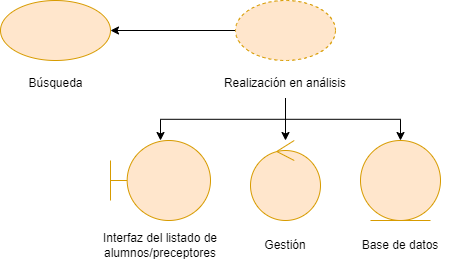 Búsqueda
Realización en análisis
Interfaz del listado de
alumnos/preceptores
Gestión
Base de datos